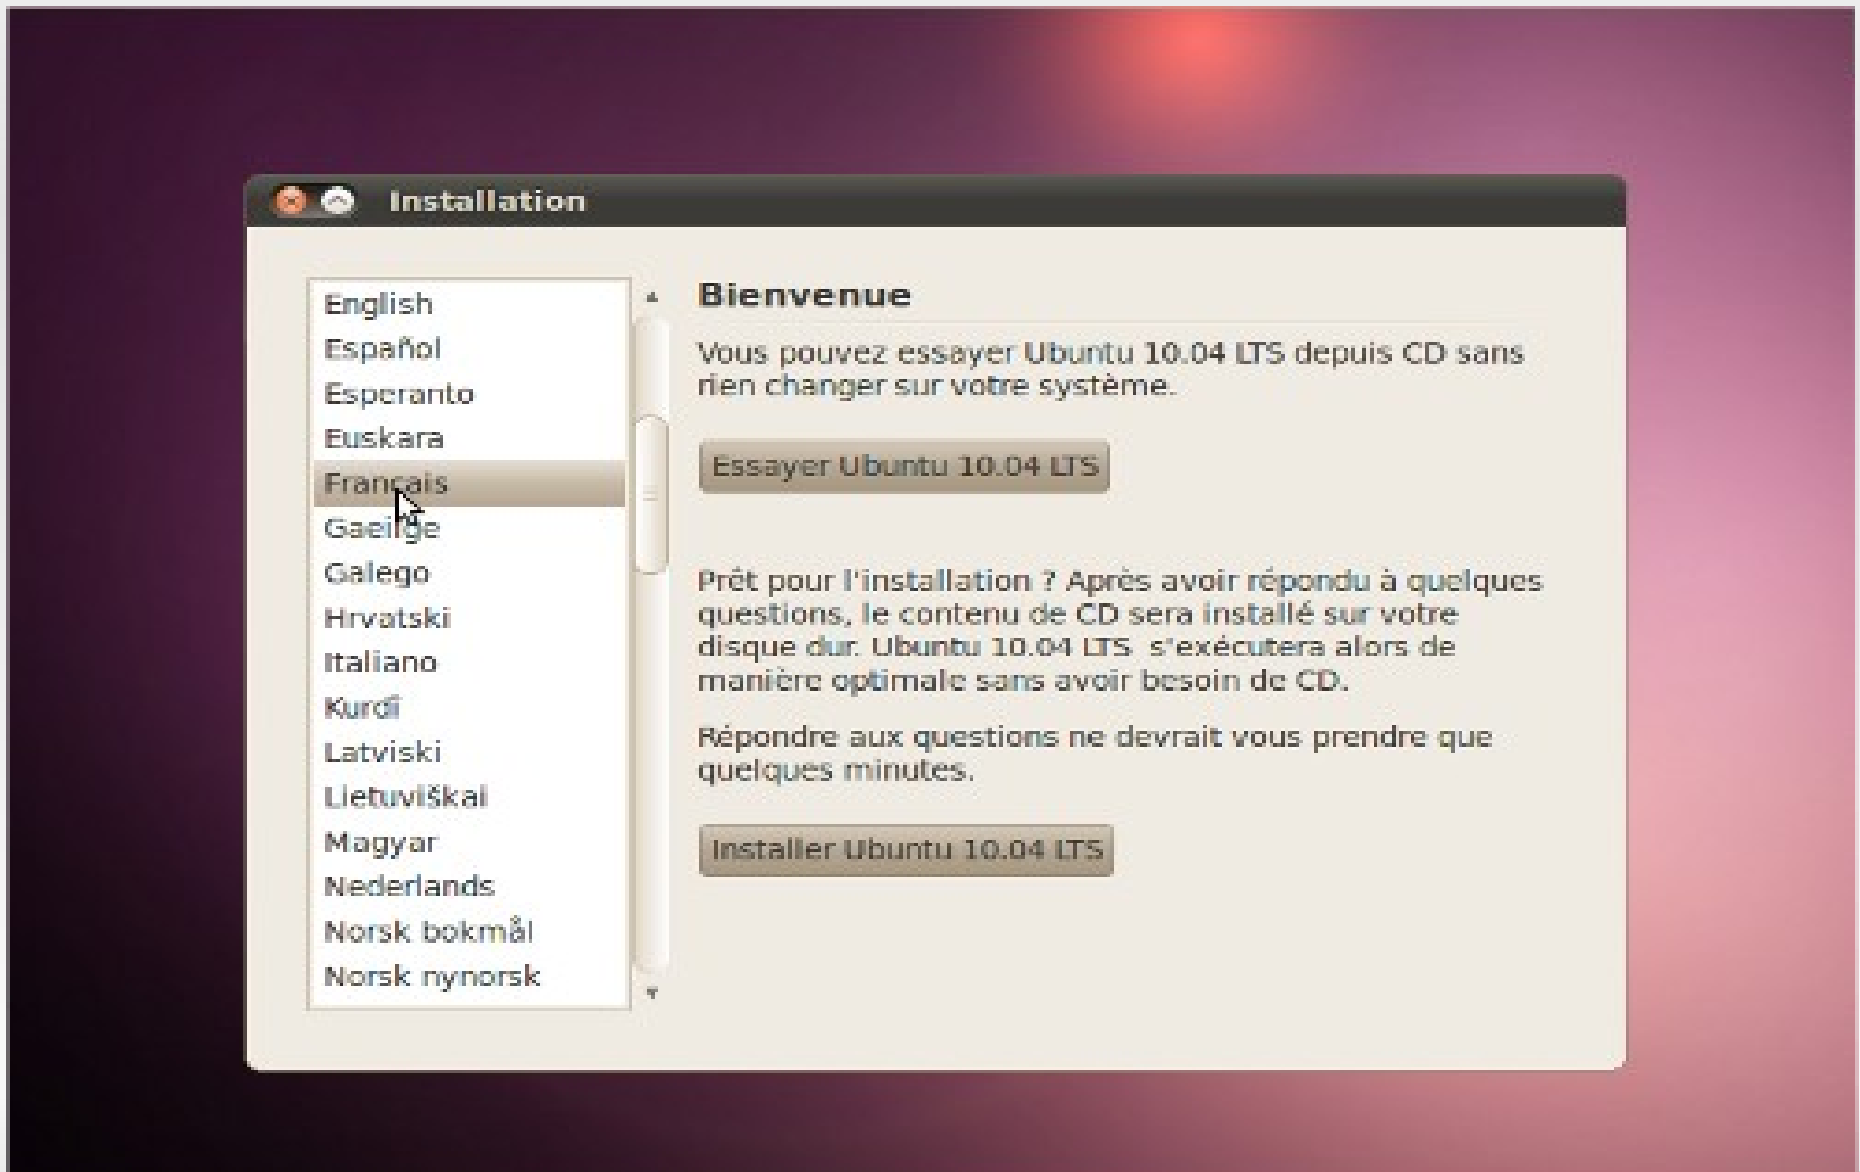 Installation
English
Español
Esperanto
Euskara
Français
Gaeilge
Galego
Hrvatski
Italiano
Kurdî
Latviski
Lietuviškai
Magyar
Nederlands
Norsk bokmål
Norsk nynorsk
Bienvenue
Vous pouvez essayer Ubuntu 10.04 LTS depuis CD sans
rien changer sur votre système.
Essayer Ubuntu 10.04 LTS
Prêt pour l'installation ? Après avoir répondu à quelques
questions, le contenu de CD sera installé sur votre
disque dur. Ubuntu 10.04 LTS  s'exécutera alors de
manière optimale sans avoir besoin de CD.
Répondre aux questions ne devrait vous prendre que
quelques minutes.
Installer Ubuntu 10.04 LTS